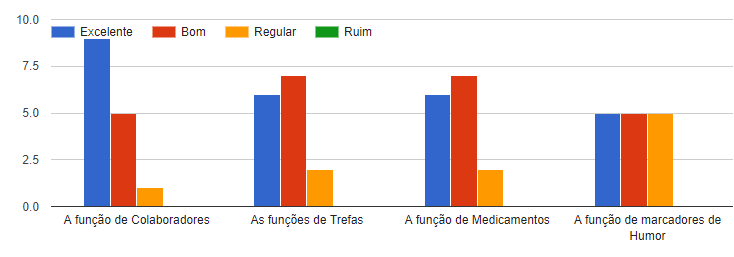 10.0
Excelente Bom Regular Ruim
7.5
5.0
2.5
0.0
A função de Colaboradores As funções de Trefas A função de Medicamentos A função de marcadores de
Humor